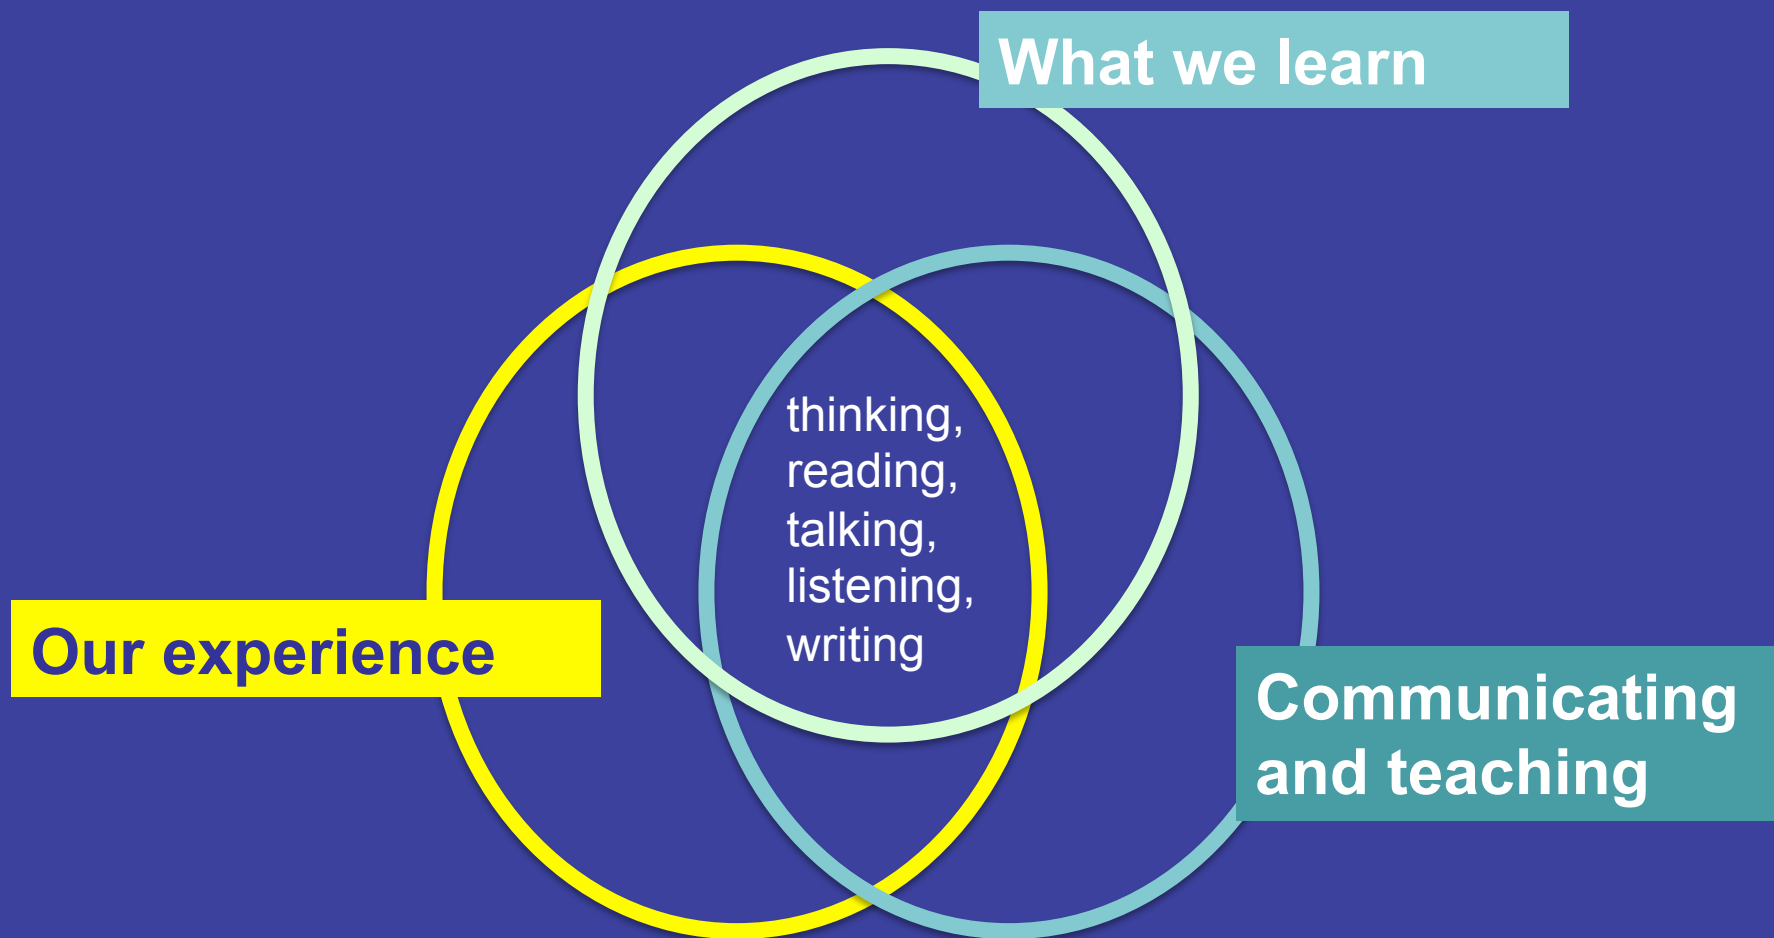 What we learn
thinking,
reading,
talking,
listening,
writing
Our experience
Communicating
and teaching